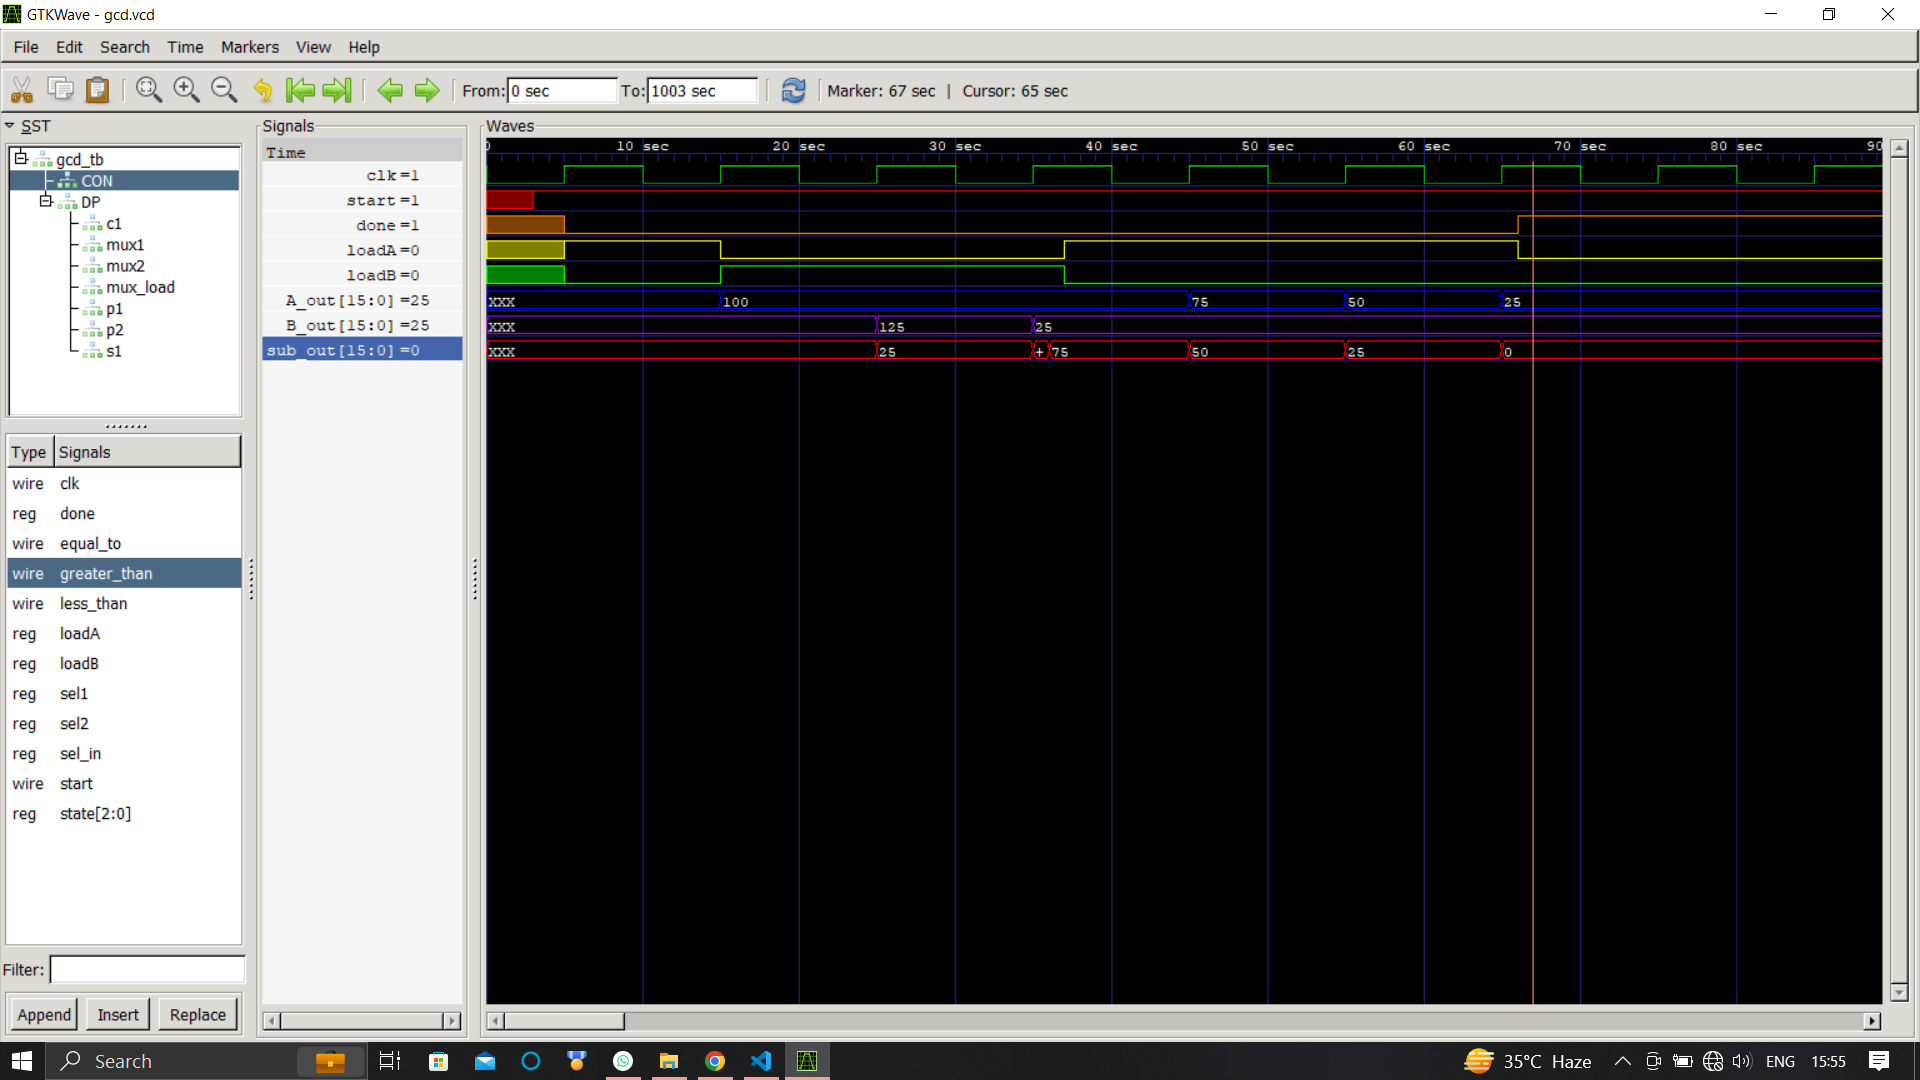 GTKWave - gcd.vcd
File Edit Search Time Markers View Help
From: 0 sec To: 1003 sec Marker: 67 sec | Cursor: 65 sec
SST
gcd_tb
CON
DP
c1
mux1
mux2
mux_load
p1
p2
s1
Type Signals
wire clk
reg done
wire equal_to
wire greater_than
wire less_than
reg loadA
reg loadB
reg sel1
reg sel2
reg sel_in
wire start
reg state[2:0]
Filter:
Append Insert Replace
Signals
Time
clk=1
start=1
done=1
loadA=0
loadB=0
A_out[15:0]=25
B_out[15:0]=25
sub_out[15:0]=0
Waves
0 10 sec 20 sec 30 sec 40 sec 50 sec 60 sec 70 sec 80 sec 90
XXX 100 75 50 25
XXX 125 25
XXX 25 + 75 50 25 0
Search 35°C Haze ENG 15:55